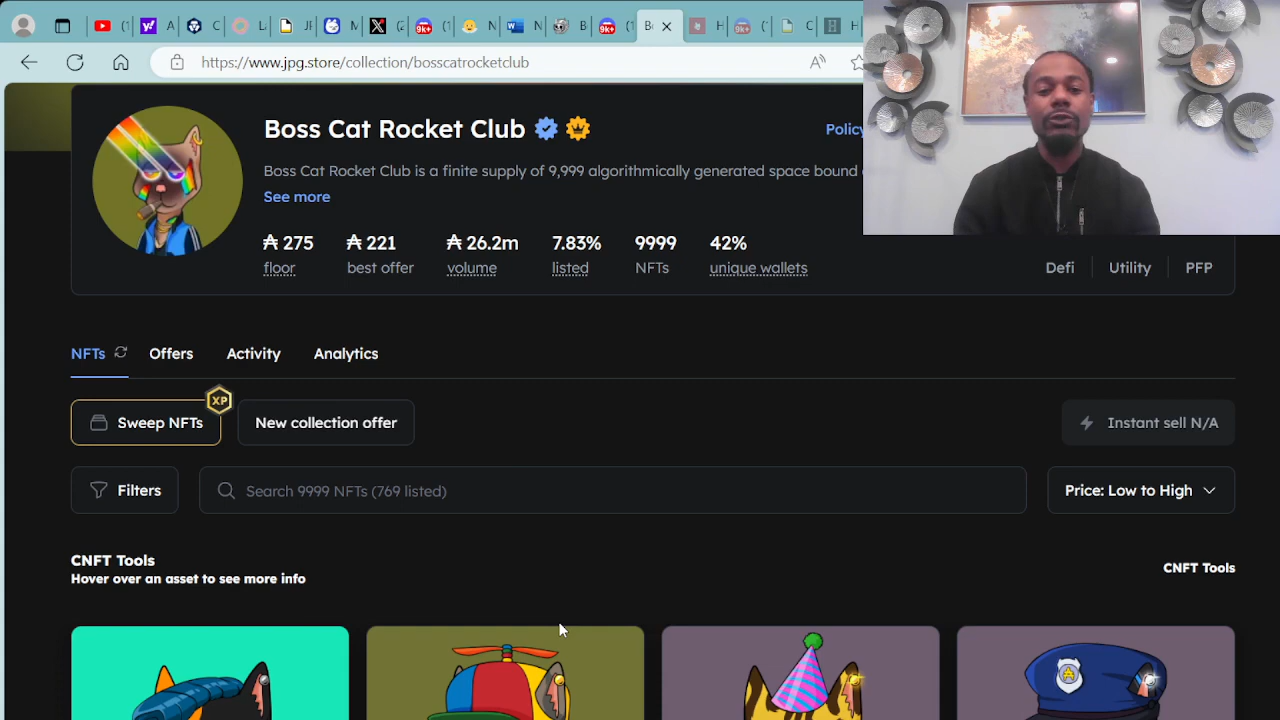 https://www.jpg.store/collection/bosscatrocketclub
Boss Cat Rocket Club
Policy
Boss Cat Rocket Club is a finite supply of 9,999 algorithmically generated space bound
See more
₳ 275
₳ 221
₳ 26.2m
7.83%
9999
42%
floor
best offer
volume
listed
NFTs
unique wallets
Defi
Utility
PFP
NFTs
Offers
Activity
Analytics
XP
Sweep NFTs
New collection offer
Instant sell N/A
Filters
Search 9999 NFTs (769 listed)
Price: Low to High
CNFT Tools
Hover over an asset to see more info
CNFT Tools